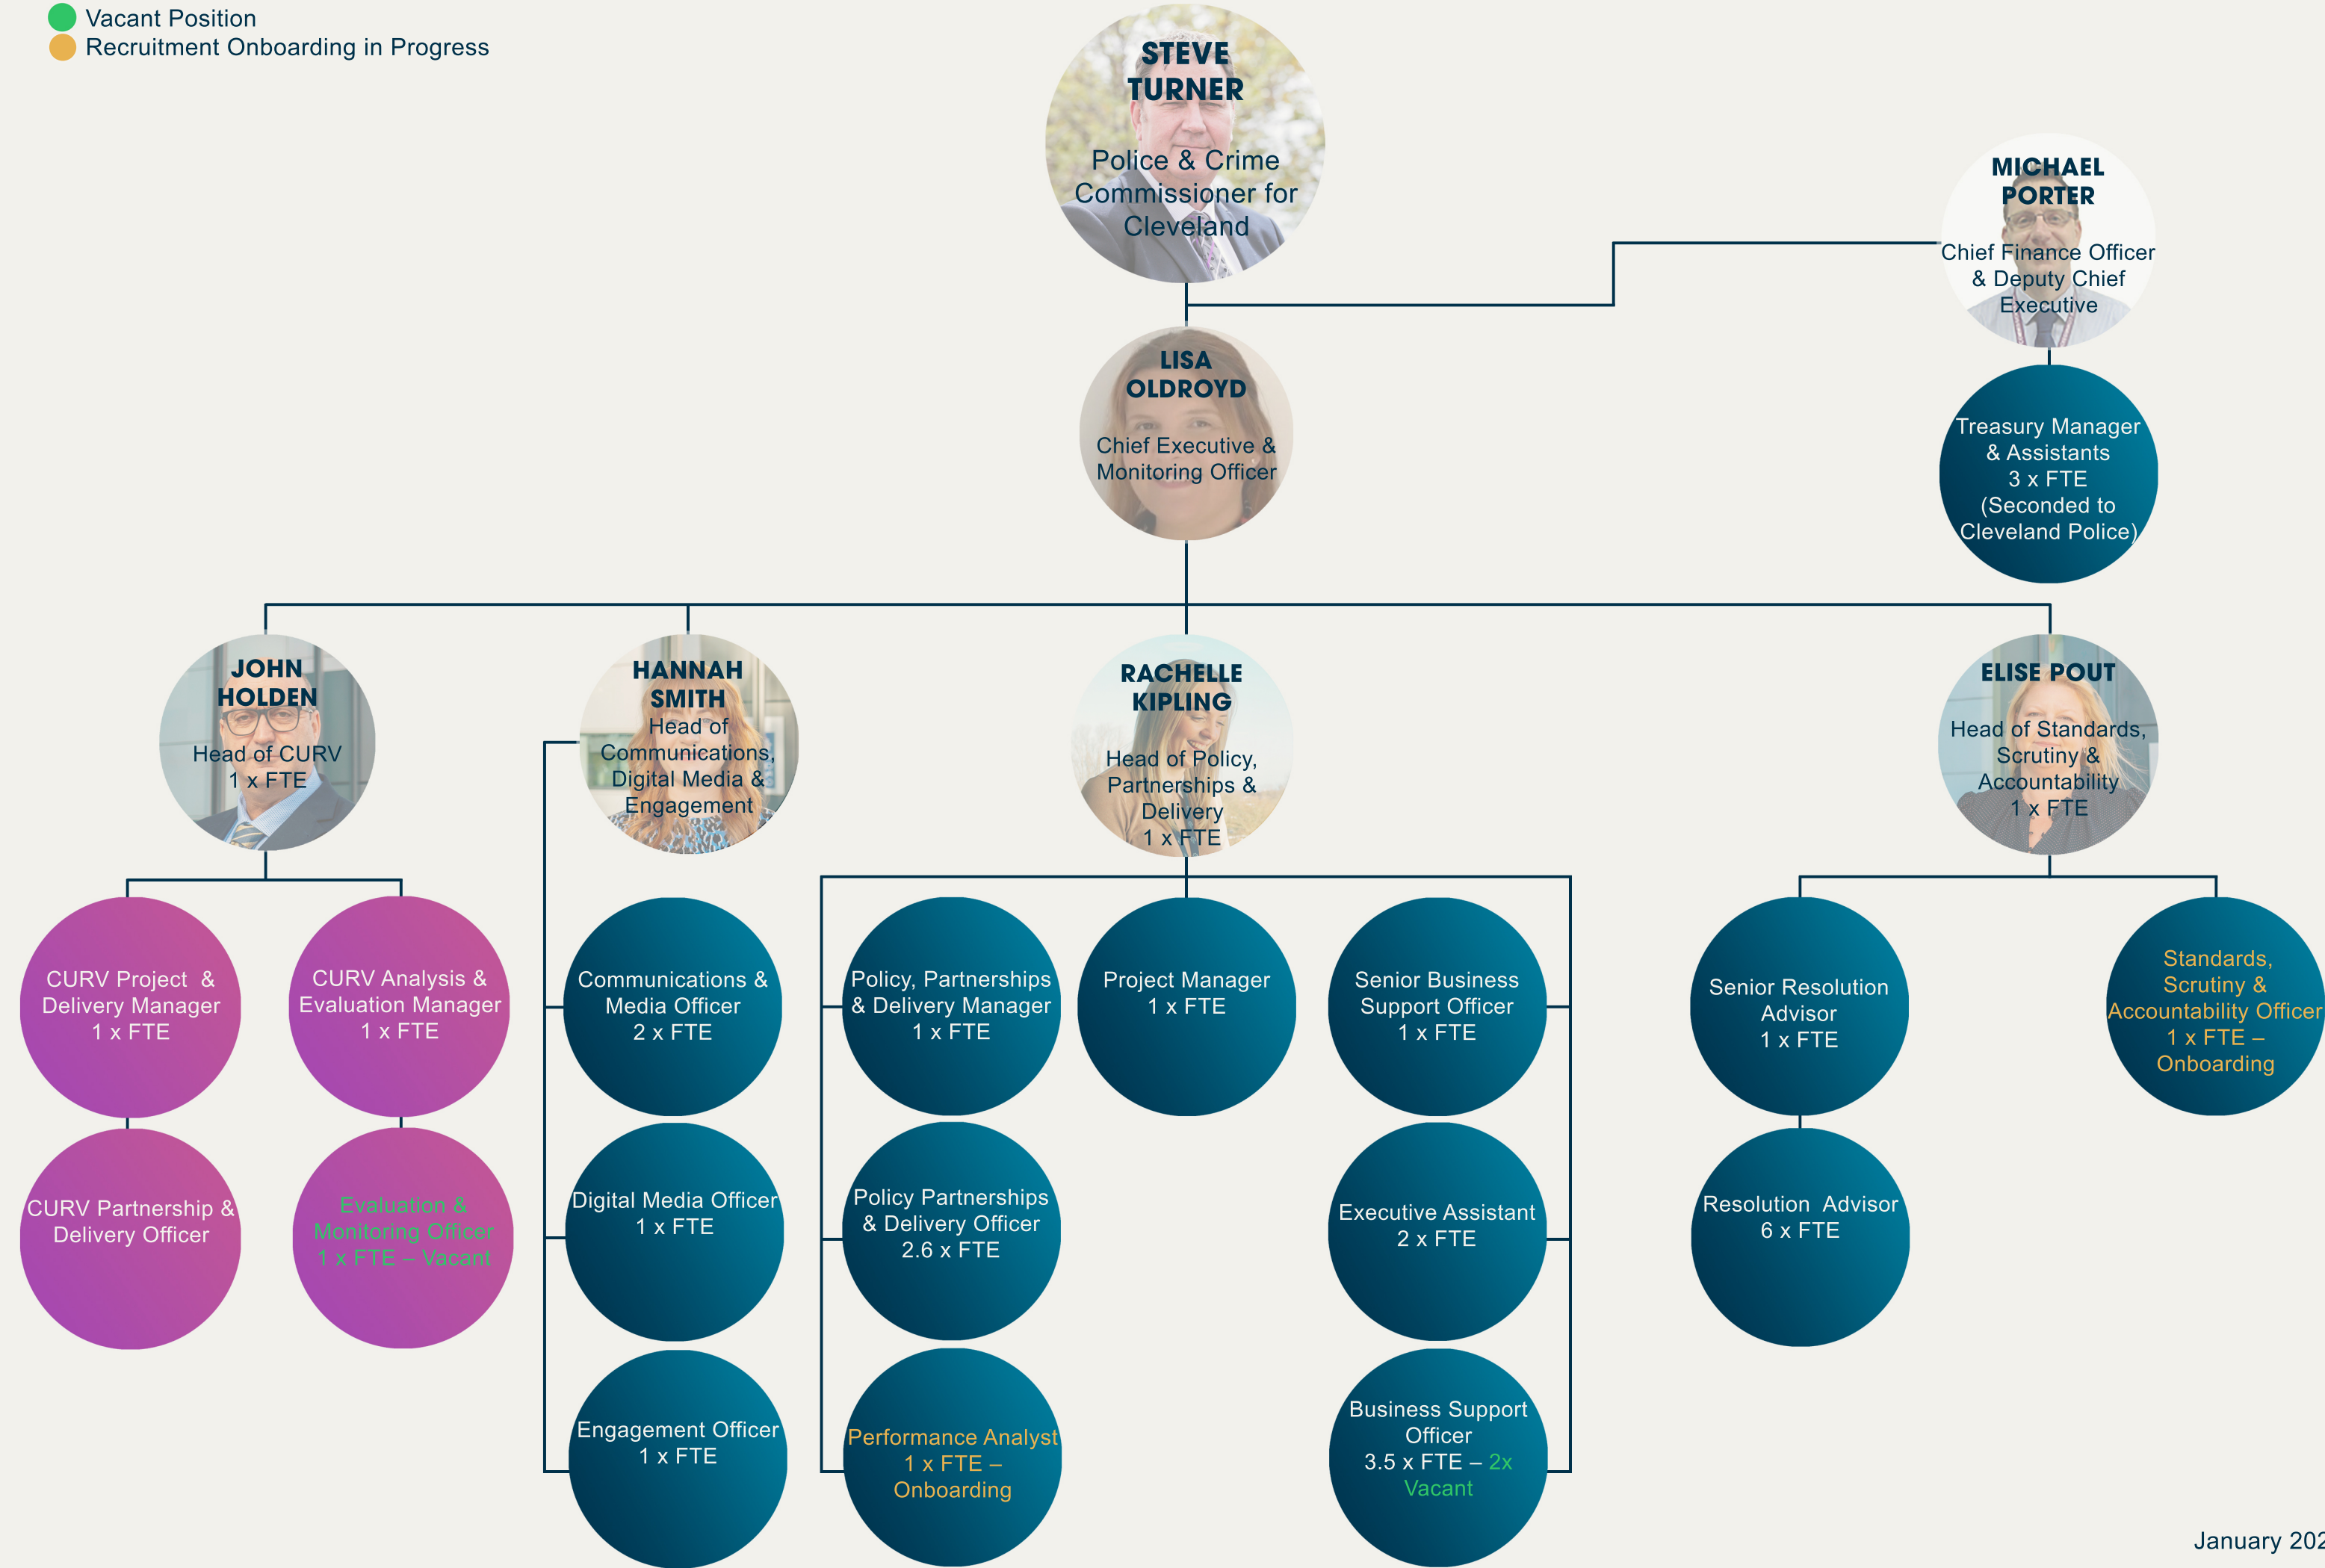 Vacant Position
Recruitment Onboarding in Progress
STEVE
TURNER
Police & Crime
Commissioner for
Cleveland
MICHAEL
PORTER
Chief Finance Officer
& Deputy Chief
Executive
LISA
OLDROYD
Chief Executive &
Monitoring Officer
Treasury Manager
& Assistants
3 x FTE
(Seconded to
Cleveland Police)
JOHN
HOLDEN
Head of CURV
1 x FTE
HANNAH
SMITH
Head of
Communications,
Digital Media &
Engagement
RACHELLE
KIPLING
Head of Policy,
Partnerships &
Delivery
1 x FTE
ELISE POUT
Head of Standards,
Scrutiny &
Accountability
1 x FTE
CURV Project  &
Delivery Manager
1 x FTE
CURV Analysis &
Evaluation Manager
1 x FTE
Communications &
Media Officer
2 x FTE
Policy, Partnerships
& Delivery Manager
1 x FTE
Project Manager
1 x FTE
Senior Business
Support Officer
1 x FTE
Senior Resolution
Advisor
1 x FTE
Standards,
Scrutiny &
Accountability Officer
1 x FTE –
Onboarding
CURV Partnership &
Delivery Officer
Evaluation &
Monitoring Officer
1 x FTE – Vacant
Digital Media Officer
1 x FTE
Policy Partnerships
& Delivery Officer
2.6 x FTE
Executive Assistant
2 x FTE
Resolution  Advisor
6 x FTE
Engagement Officer
1 x FTE
Performance Analyst
1 x FTE –
Onboarding
Business Support
Officer
3.5 x FTE – 2x
Vacant
January